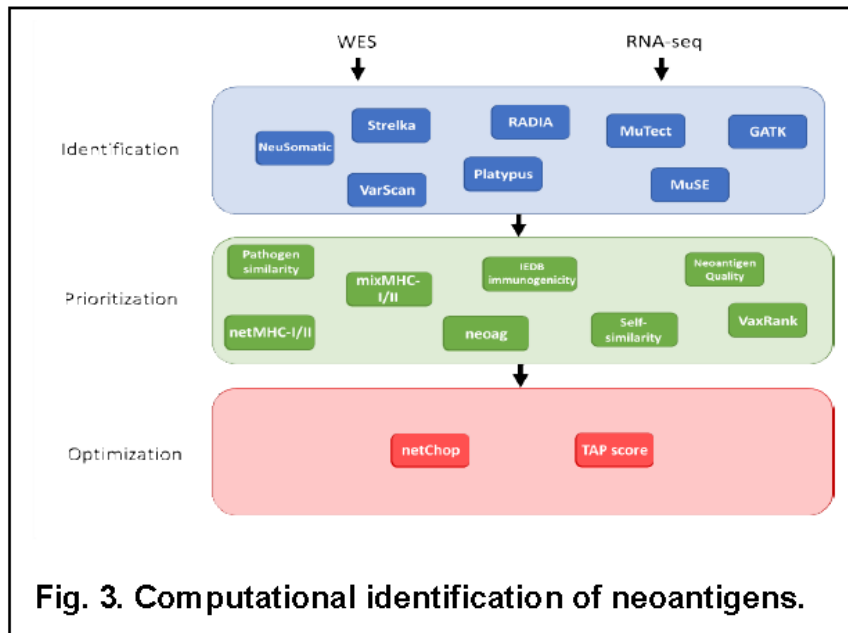 WES
RNA-seq
Identification
NeuSomatic
Strelka
VarScan
RADIA
Platypus
MuTect
MuSE
GATK
Prioritization
Pathogen
similarity
netMHC-I/II
mixMHC-
I/II
IEDB
immunogenicity
neoag
Self-
similarity
Neoantigen
Quality
VaxRank
Optimization
netChop
TAP score
Fig. 3. Computational identification of neoantigens.